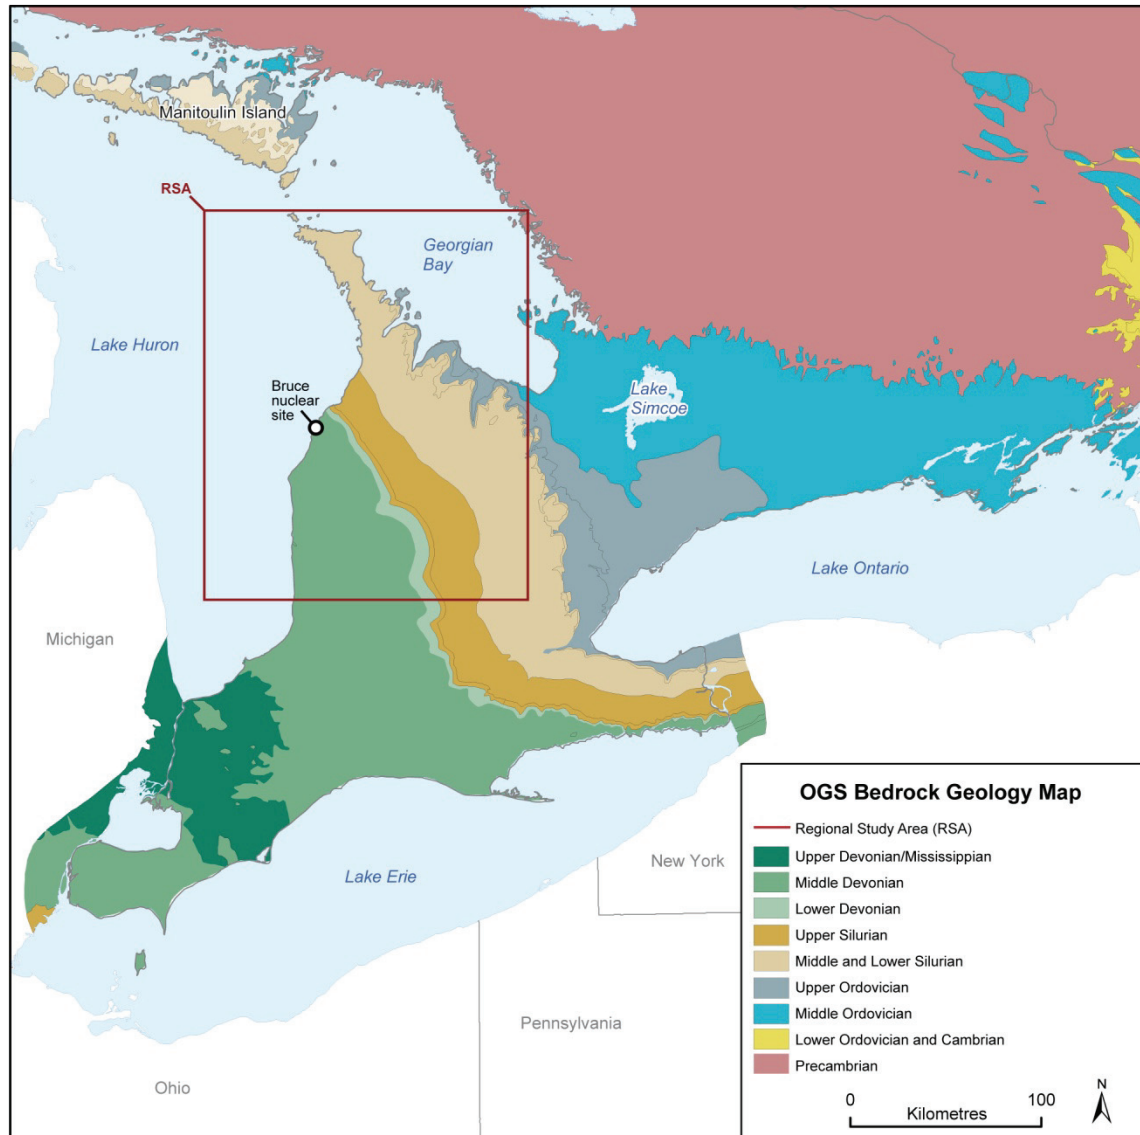 Manitoulin Island
RSA
Georgian
Bay
Lake Huron
Bruce
nuclear
site
Lake
Simcoe
Lake Ontario
Michigan
Lake Erie
New York
Pennsylvania
Ohio
OGS Bedrock Geology Map
Regional Study Area (RSA)
Upper Devonian/Mississippian
Middle Devonian
Lower Devonian
Upper Silurian
Middle and Lower Silurian
Upper Ordovician
Middle Ordovician
Lower Ordovician and Cambrian
Precambrian
0 100
Kilometres
N